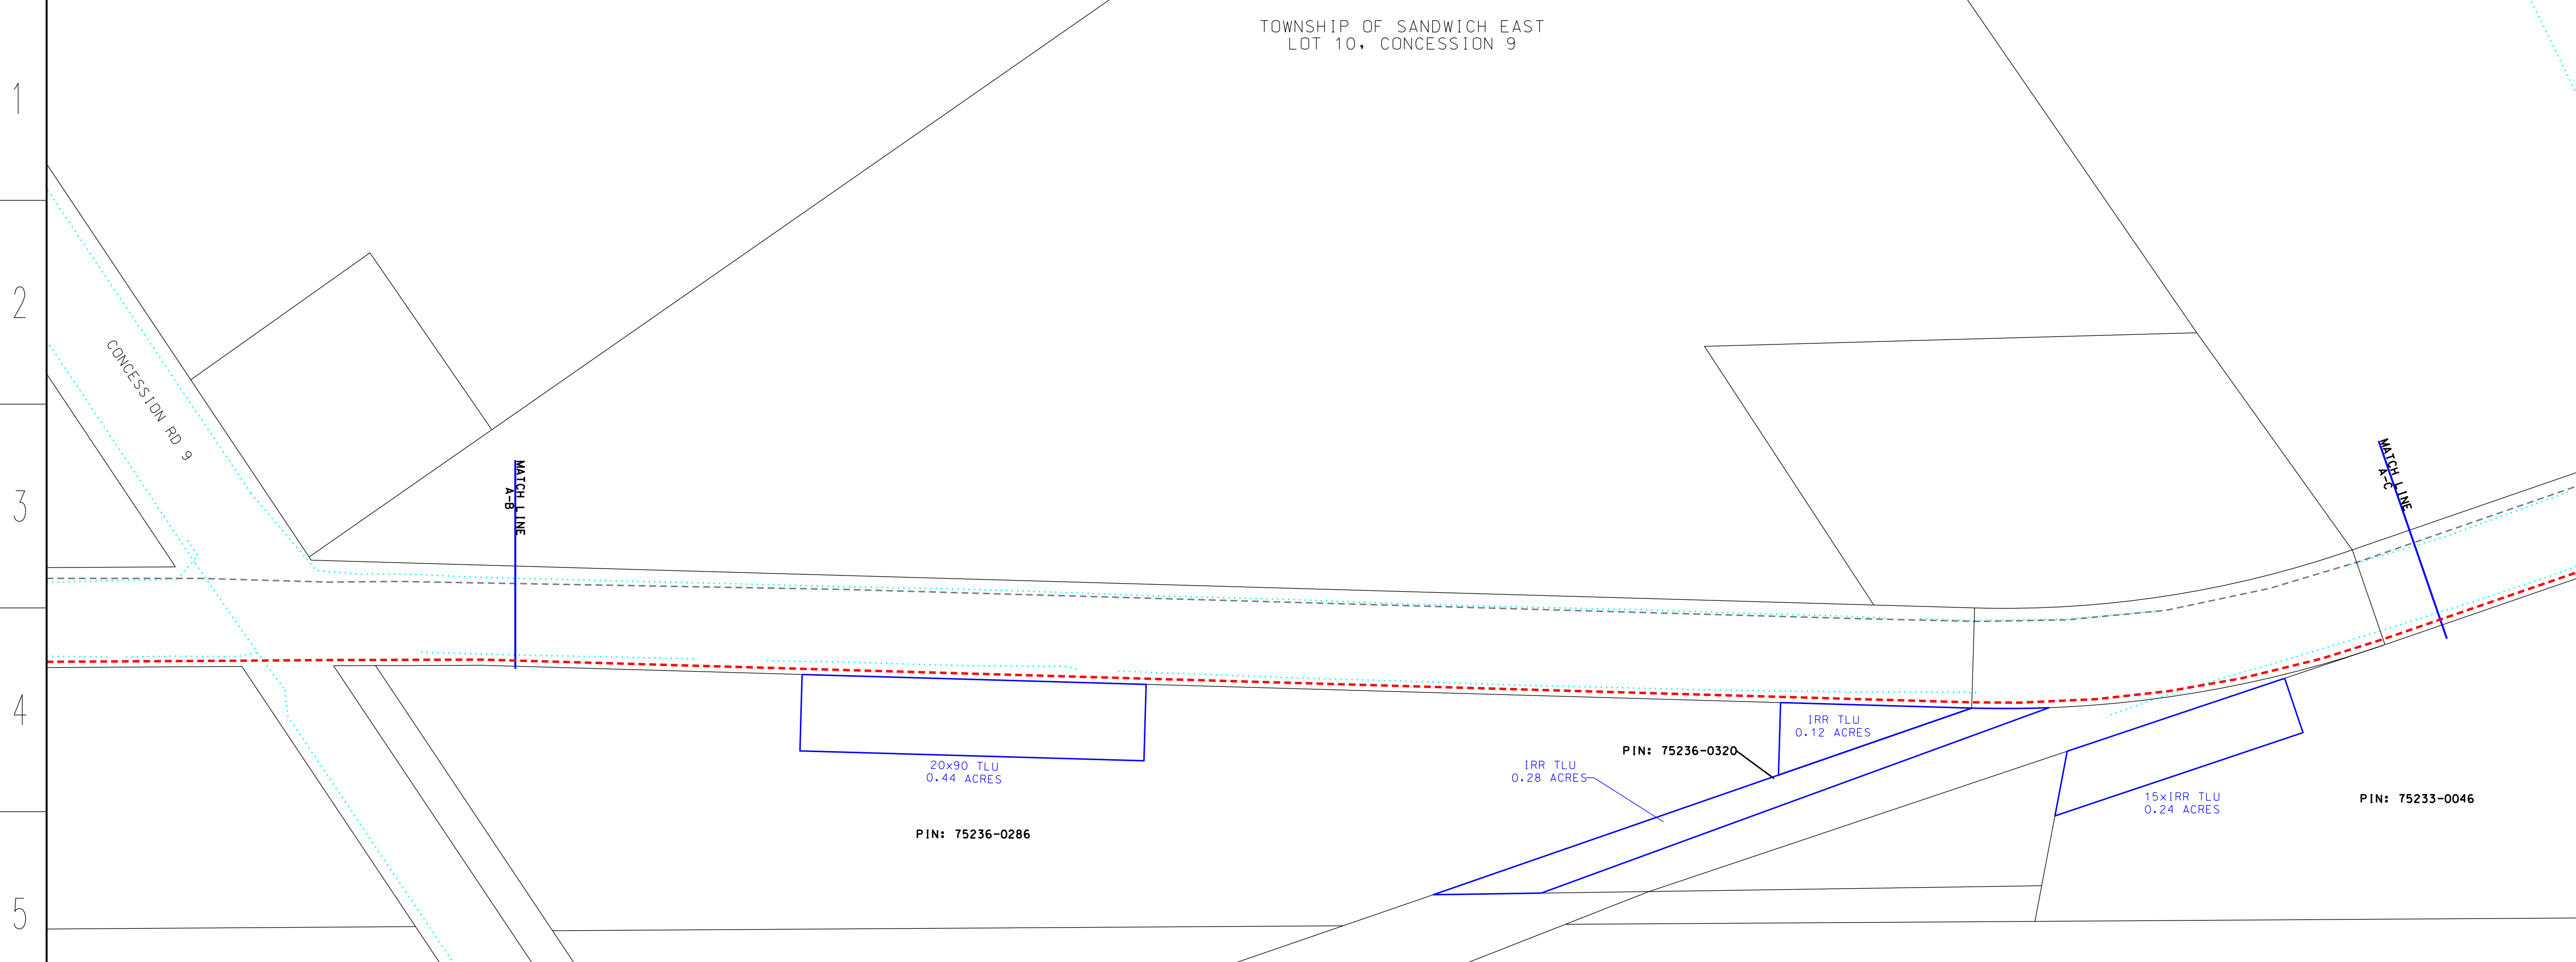 TOWNSHIP OF SANDWICH EAST
LOT 10, CONCESSION 9
1
2
3
4
5
CONCESSION RD 9
MATCH LINE
A-B
MATCH LINE
A-C
20x90 TLU
0.44 ACRES
PIN: 75236-0286
IRR TLU
0.28 ACRES
PIN: 75236-0320
IRR TLU
0.12 ACRES
15xIRR TLU
0.24 ACRES
PIN: 75233-0046